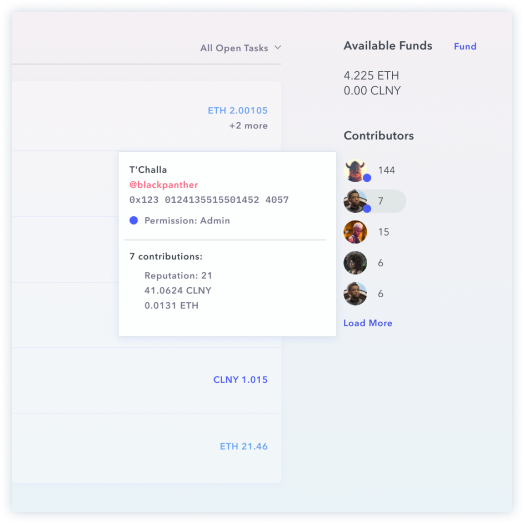 All Open Tasks
Available Funds
Fund
4.225 ETH
0.00 CLNY
ETH 2.00105
+2 more
Contributors
144
7
15
6
6
Load More
T'Challa
@blackpanther
0x123 0124135515501452 4057
Permission: Admin
7 contributions:
Reputation: 21
41.0624 CLNY
0.0131 ETH
CLNY 1.015
ETH 21.46